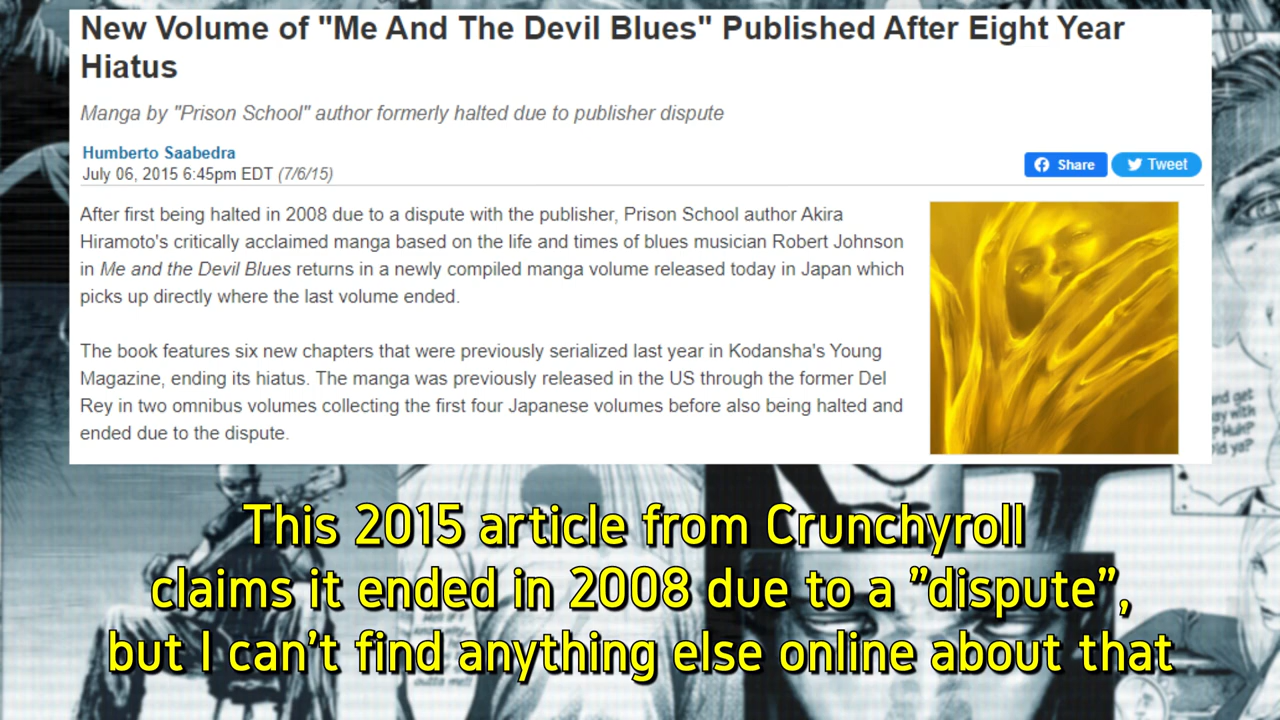 New Volume of "Me And The Devil Blues" Published After Eight Year
Hiatus
Manga by "Prison School" author formerly halted due to publisher dispute
Humberto Saabedra
July 06, 2015 6:45pm EDT (7/6/15)
Share
Tweet
After first being halted in 2008 due to a dispute with the publisher, Prison School author Akira
Hiramoto's critically acclaimed manga based on the life and times of blues musician Robert Johnson
in Me and the Devil Blues returns in a newly compiled manga volume released today in Japan which
picks up directly where the last volume ended.
The book features six new chapters that were previously serialized last year in Kodansha's Young
Magazine, ending its hiatus. The manga was previously released in the US through the former Del
Rey in two omnibus volumes collecting the first four Japanese volumes before also being halted and
ended due to the dispute.
with
Huh?
ya?
This 2015 article from Crunchyroll
claims it ended in 2008 due to a "dispute",
but I can't find anything else online about that